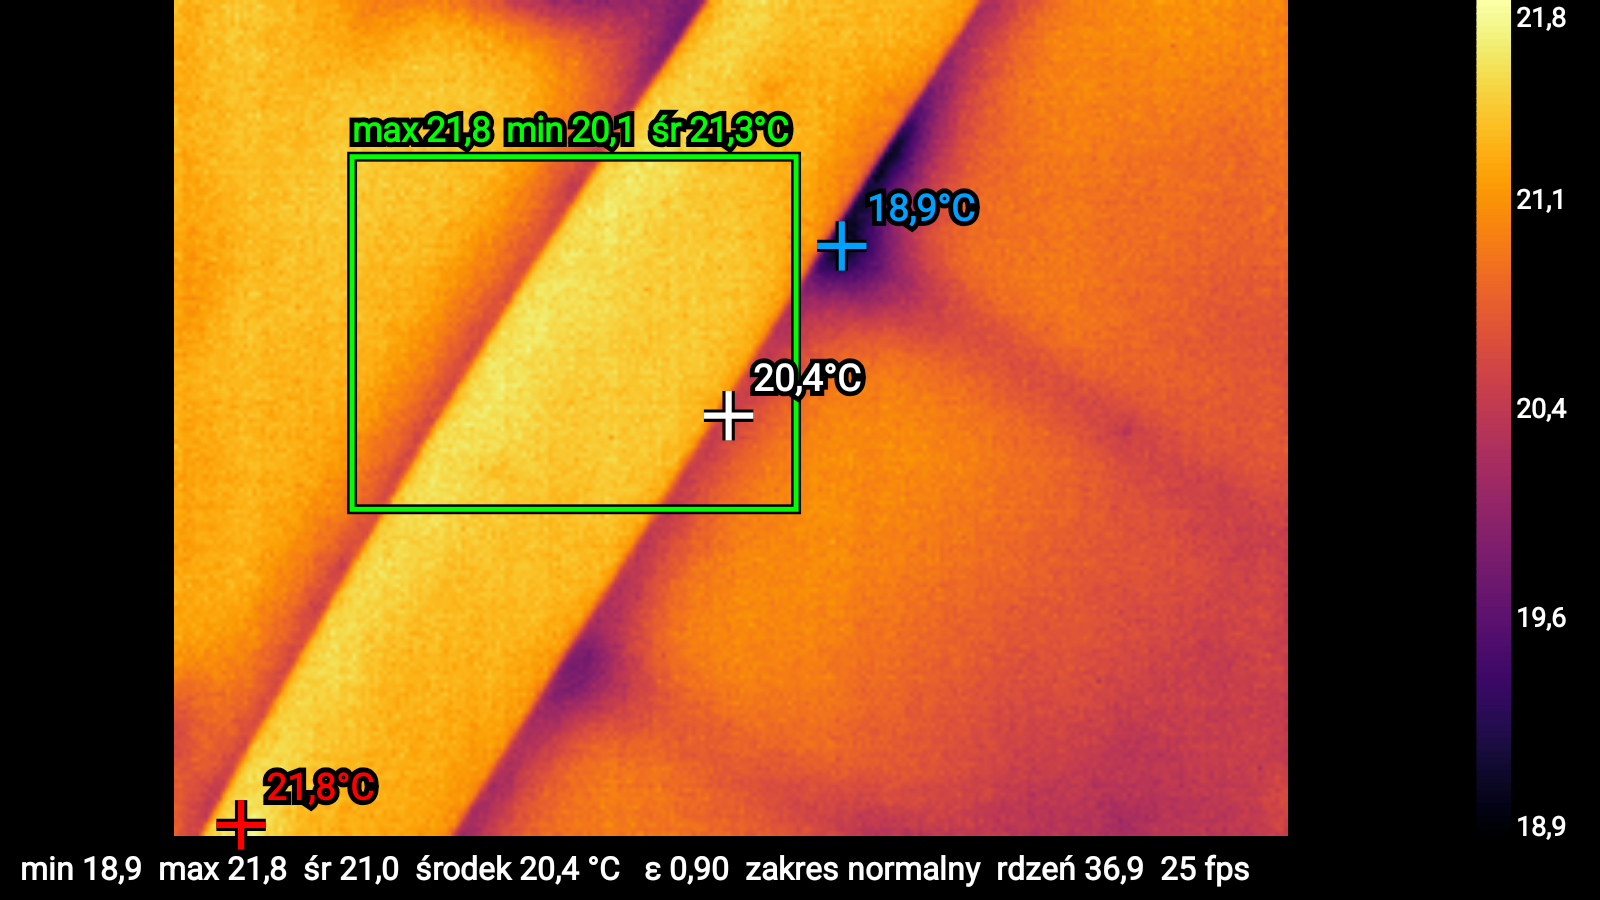 21,8
max 21,8 min 20,1 śr 21,3°C
21,1
18,9°C
20,4°C
20,4
19,6
21,8°C
18,9
min 18,9 max 21,8 śr 21,0 środek 20,4 °C ε 0,90 zakres normalny rdzeń 36,9 25 fps